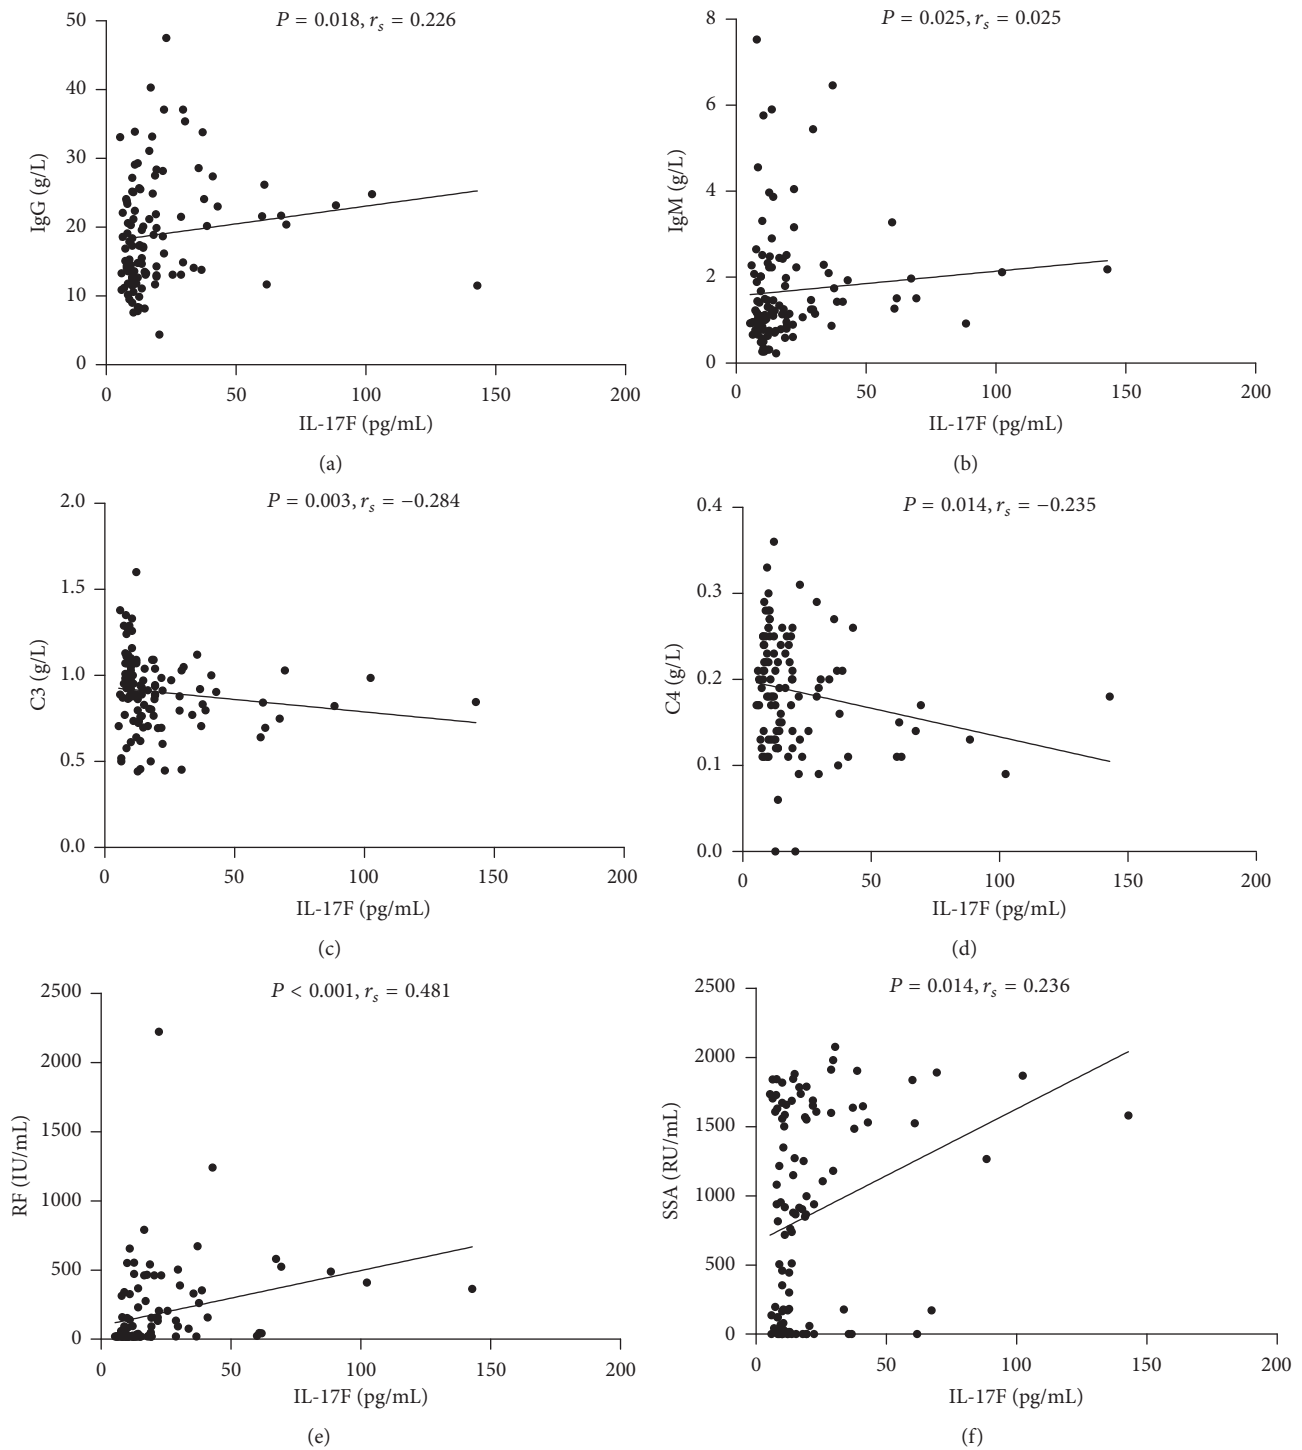 P = 0.018, rs = 0.226
50
40
30
20
10
0
IgG (g/L)
0 50 100 150 200
IL-17F (pg/mL)
(a)
P = 0.025, rs = 0.025
8
6
4
2
0
IgM (g/L)
0 50 100 150 200
IL-17F (pg/mL)
(b)
P = 0.003, rs = −0.284
2.0
1.5
1.0
0.5
0.0
C3 (g/L)
0 50 100 150 200
IL-17F (pg/mL)
(c)
P = 0.014, rs = −0.235
0.4
0.3
0.2
0.1
0.0
C4 (g/L)
0 50 100 150 200
IL-17F (pg/mL)
(d)
P < 0.001, rs = 0.481
2500
2000
1500
1000
500
0
RF (IU/mL)
0 50 100 150 200
IL-17F (pg/mL)
(e)
P = 0.014, rs = 0.236
2500
2000
1500
1000
500
0
SSA (RU/mL)
0 50 100 150 200
IL-17F (pg/mL)
(f)